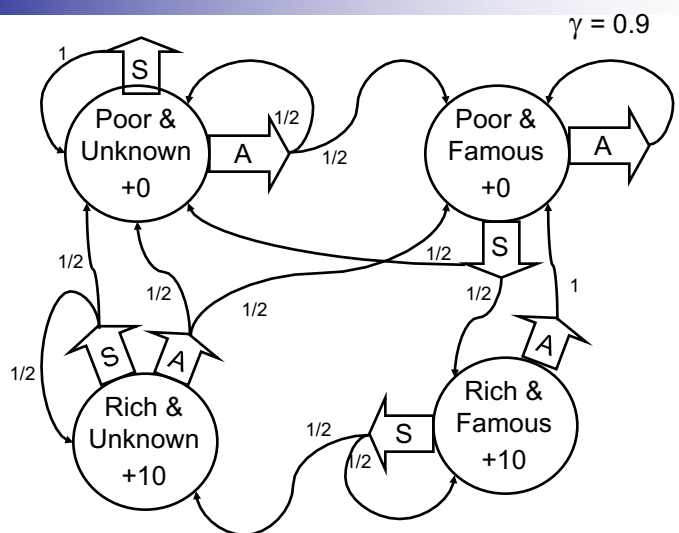 γ = 0.9
1
S
Poor &
Unknown
+0
A
1/2
1/2
Poor &
Famous
+0
A
S
1/2
1/2
1/2
1/2
1/2
1
S
A
A
1/2
Rich &
Unknown
+10
1/2
1/2
S
Rich &
Famous
+10